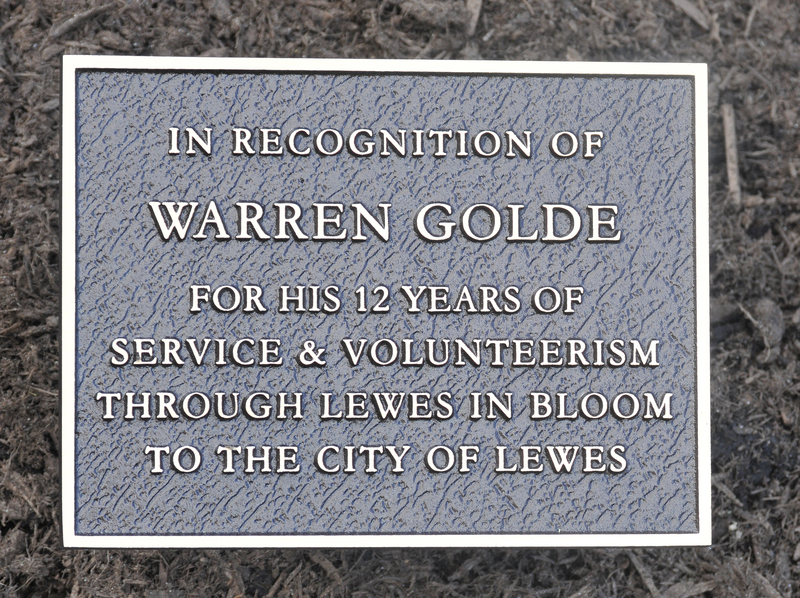 IN RECOGNITION OF
WARREN GOLDE
FOR HIS 12 YEARS OF
SERVICE & VOLUNTEERISM
THROUGH LEWES IN BLOOM
TO THE CITY OF LEWES